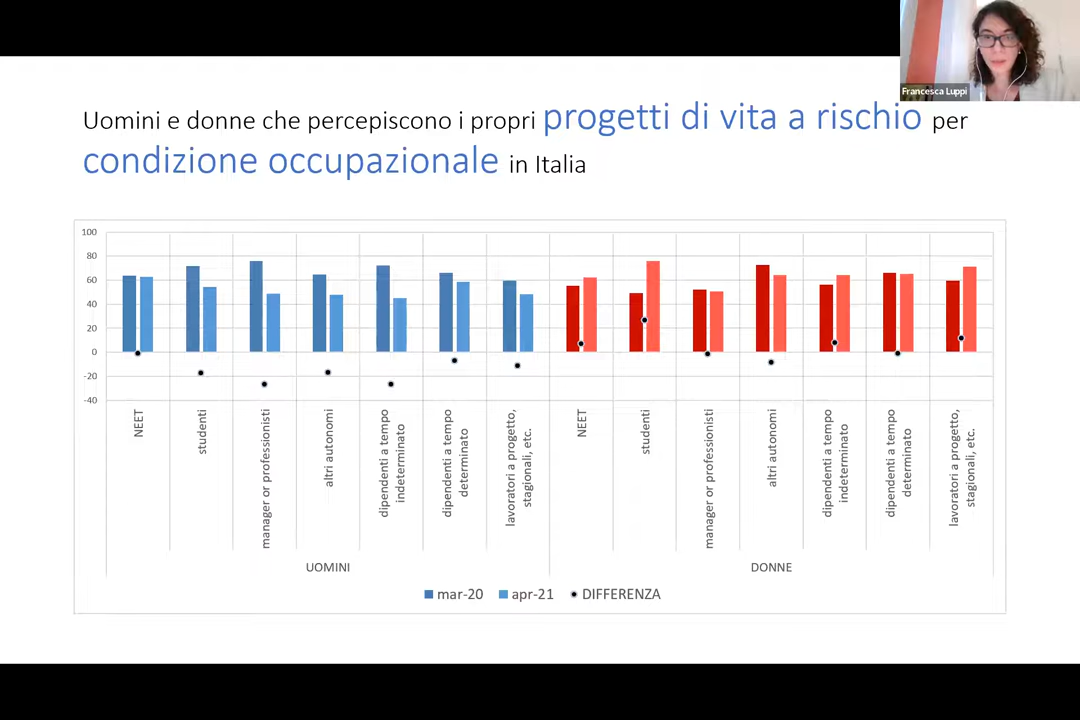 Francesca Luppi
Uomini e donne che percepiscono i propri progetti di vita a rischio per
condizione occupazionale in Italia
100
80
60
40
20
0
-20
-40
NEET
studenti
manager or professionisti
altri autonomi
dipendenti a tempo
indeterminato
dipendenti a tempo
determinato
lavoratori a progetto,
stagionali, etc.
NEET
studenti
manager or professionisti
altri autonomi
dipendenti a tempo
indeterminato
dipendenti a tempo
determinato
lavoratori a progetto,
stagionali, etc.
UOMINI
DONNE
mar-20 apr-21 DIFFERENZA